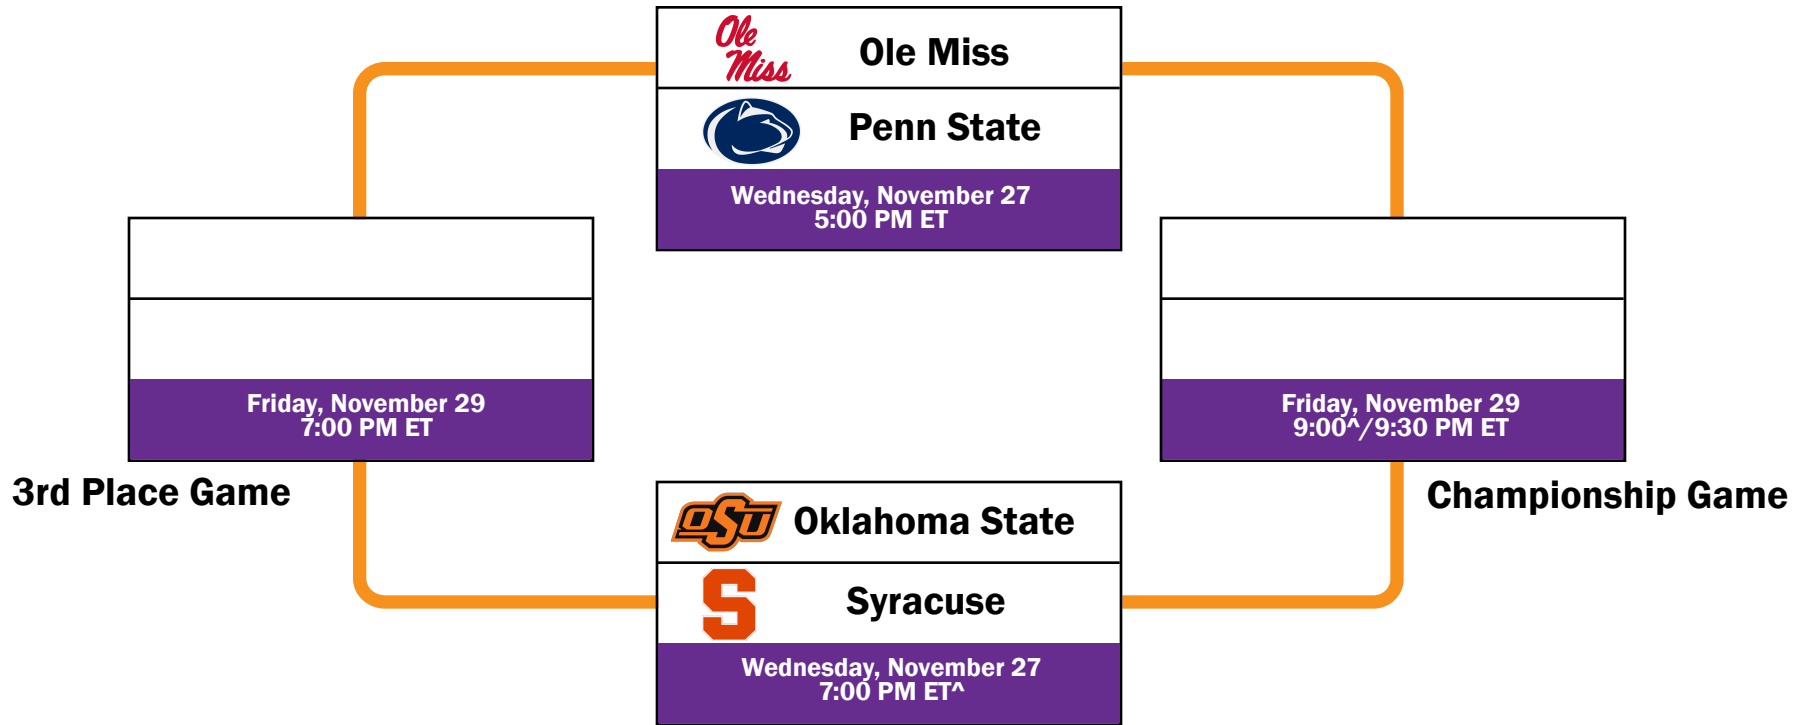 Ole
Miss
Ole Miss
Penn State
Wednesday, November 27
5:00 PM ET
Friday, November 29
7:00 PM ET
3rd Place Game
Friday, November 29
9:00^/9:30 PM ET
Championship Game
OSU
Oklahoma State
S
Syracuse
Wednesday, November 27
7:00 PM ET^